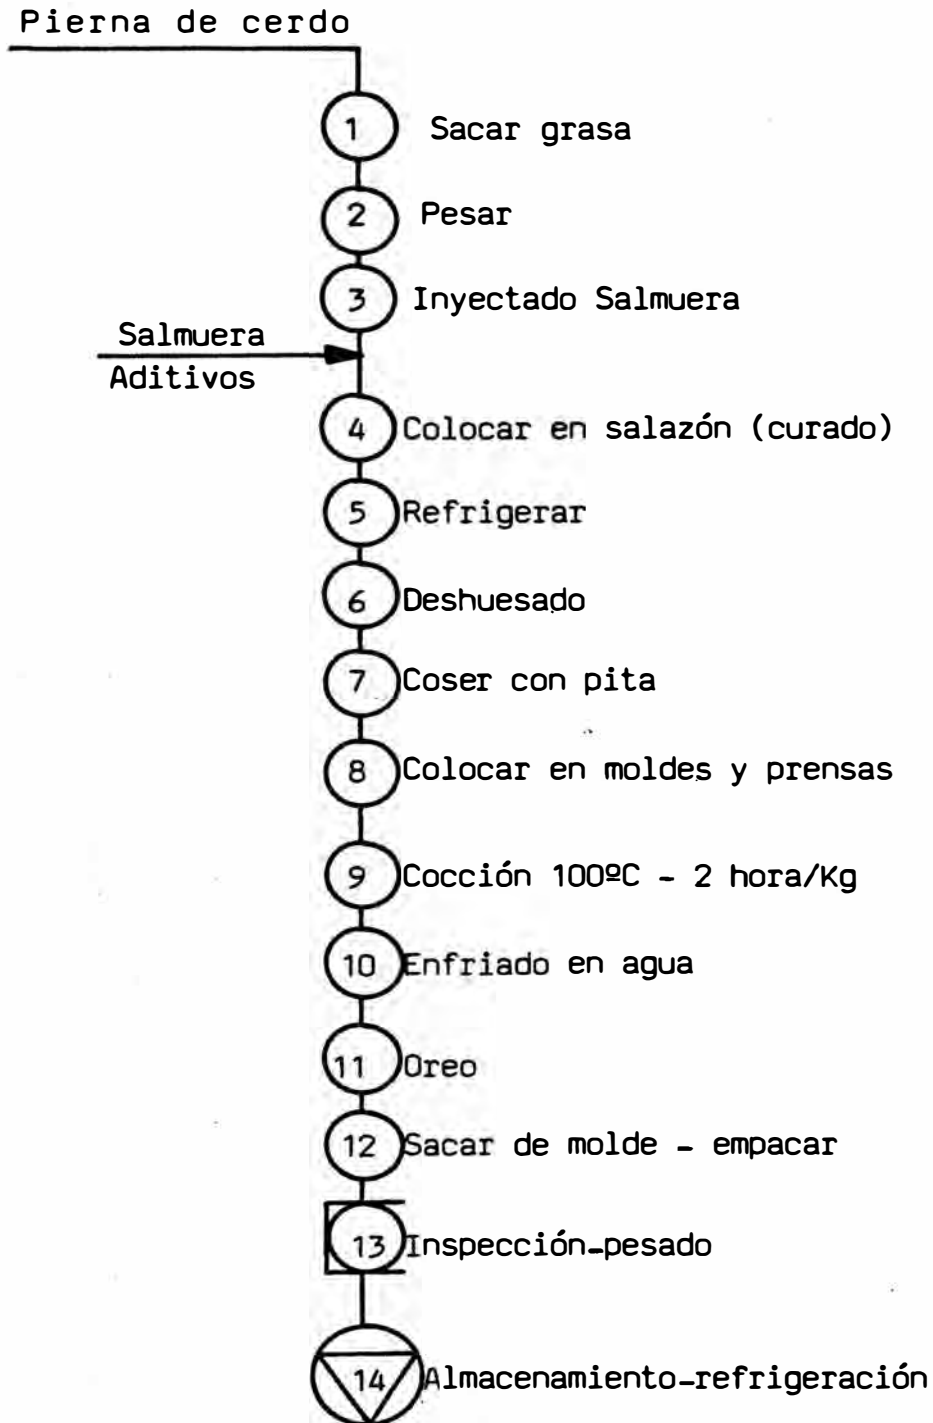 Pierna de cerdo
1 Sacar grasa
2 Pesar
3 Inyectado Salmuera
Salmuera
Aditivos
4 Colocar en salazón (curado)
5 Refrigerar
6 Deshuesado
7 Coser con pita
8 Colocar en moldes y prensas
9 Cocción 100ºC - 2 hora/Kg
10 Enfriado en agua
11 Oreo
12 Sacar de molde - empacar
13 Inspección-pesado
14 Almacenamiento-refrigeración